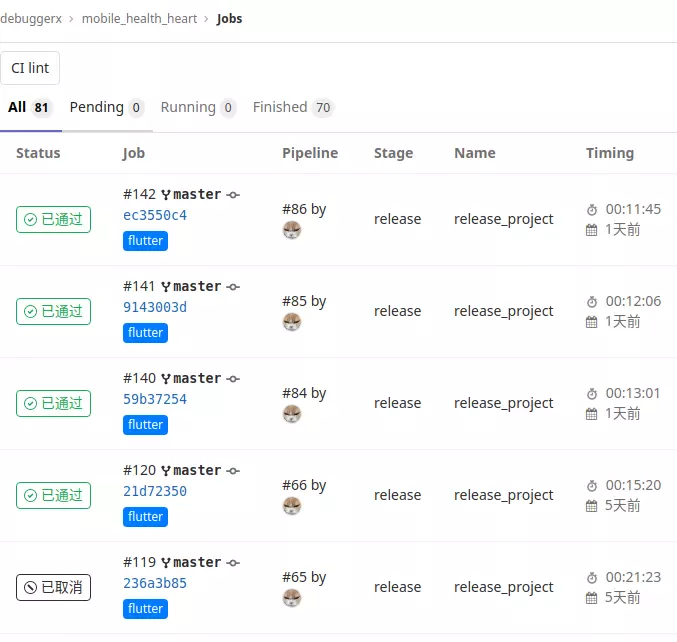 debuggerx > mobile_health_heart > Jobs
CI lint
All 81 Pending 0 Running 0 Finished 70
Status Job Pipeline Stage Name Timing
已通过 #142 master ec3550c4 flutter #86 by release release_project 00:11:45 1天前
已通过 #141 master 9143003d flutter #85 by release release_project 00:12:06 1天前
已通过 #140 master 59b37254 flutter #84 by release release_project 00:13:01 1天前
已通过 #120 master 21d72350 flutter #66 by release release_project 00:15:20 5天前
已取消 #119 master 236a3b85 flutter #65 by release release_project 00:21:23 5天前